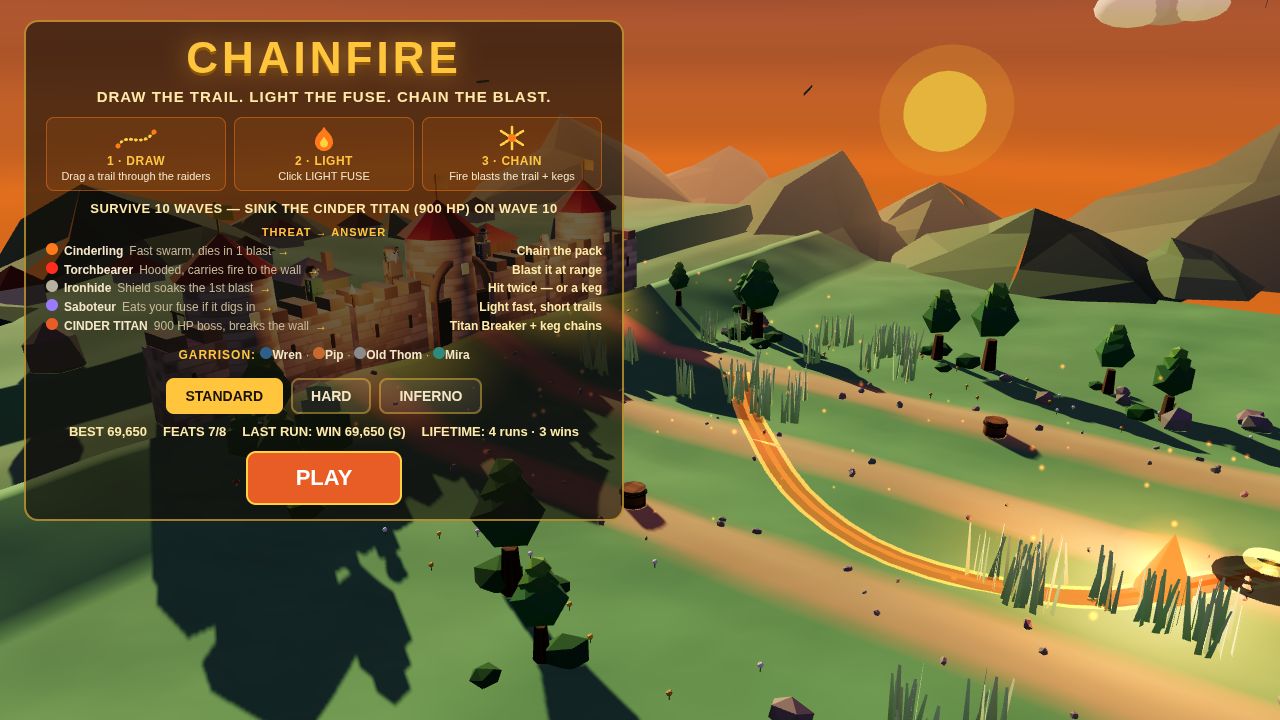 CHAINFIRE
DRAW THE TRAIL. LIGHT THE FUSE. CHAIN THE BLAST.
1 · DRAW
Drag a trail through the raiders
2 · LIGHT
Click LIGHT FUSE
3 · CHAIN
Fire blasts the trail + kegs
SURVIVE 10 WAVES — SINK THE CINDER TITAN (900 HP) ON WAVE 10
THREAT → ANSWER
Cinderling Fast swarm, dies in 1 blast → Chain the pack
Torchbearer Hooded, carries fire to the wall → Blast it at range
Ironhide Shield soaks the 1st blast → Hit twice — or a keg
Saboteur Eats your fuse if it digs in → Light fast, short trails
CINDER TITAN 900 HP boss, breaks the wall → Titan Breaker + keg chains
GARRISON: Wren · Pip · Old Thom · Mira
STANDARD HARD INFERNO
BEST 69,650 FEATS 7/8 LAST RUN: WIN 69,650 (S) LIFETIME: 4 runs · 3 wins
PLAY